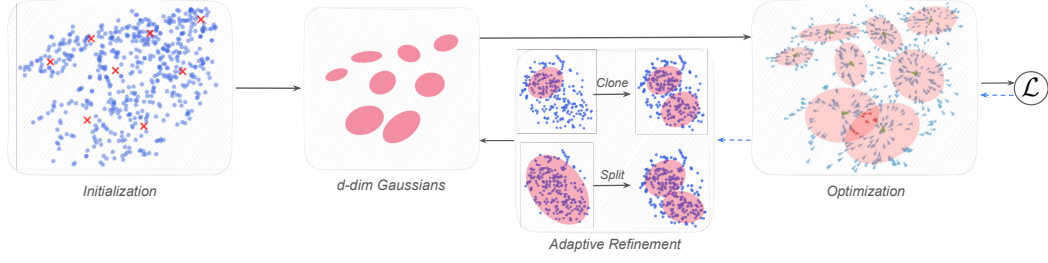 Clone
Split
ℒ
Initialization
d-dim Gaussians
Optimization
Adaptive Refinement